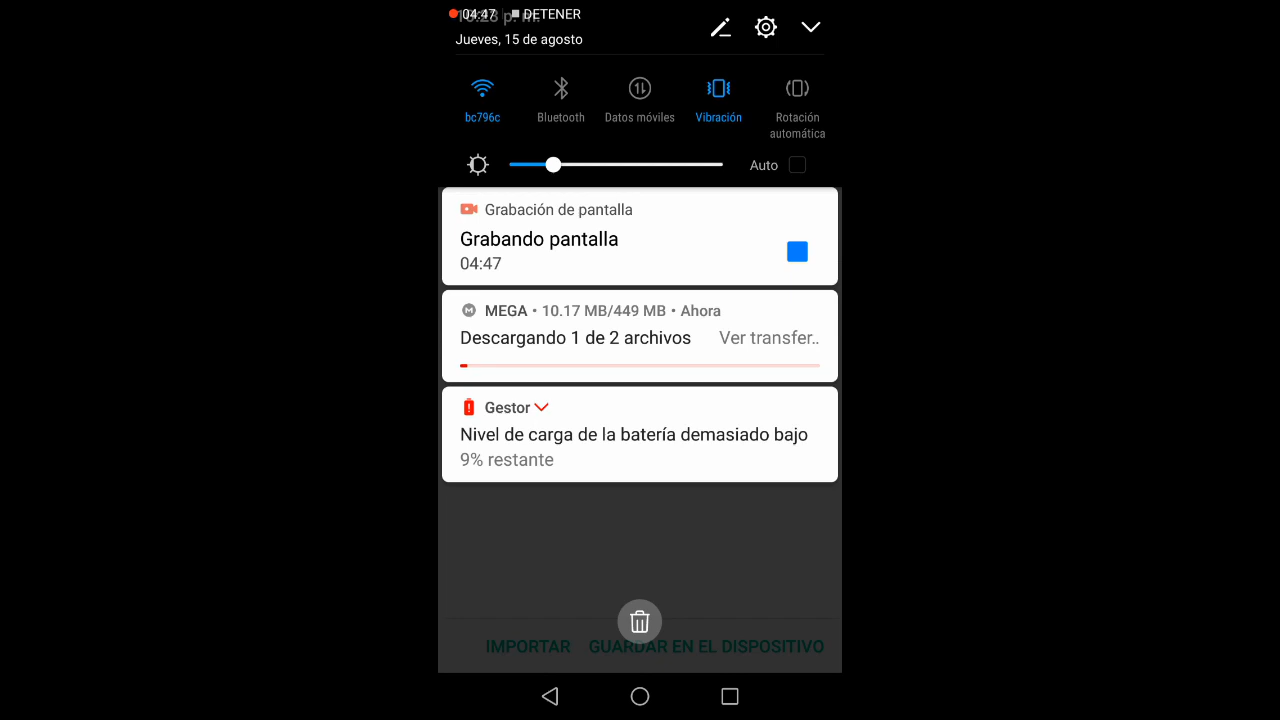 04:47 DETENER
10:28 p. m.
Jueves, 15 de agosto
bc796c Bluetooth Datos móviles Vibración Rotación automática
Auto
Grabación de pantalla
Grabando pantalla
04:47
MEGA • 10.17 MB/449 MB • Ahora
Descargando 1 de 2 archivos Ver transfer..
Gestor
Nivel de carga de la batería demasiado bajo
9% restante
IMPORTAR GUARDAR EN EL DISPOSITIVO